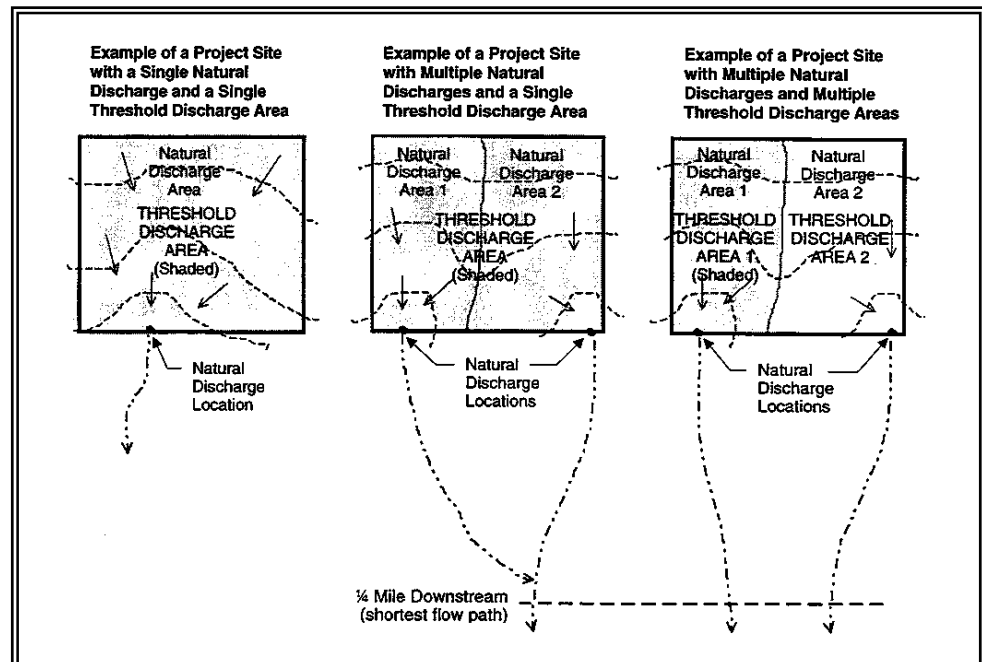 Example of a Project Site
with a Single Natural
Discharge and a Single
Threshold Discharge Area
Natural
Discharge
Area
THRESHOLD
DISCHARGE
AREA
(Shaded)
Natural
Discharge
Location
Example of a Project Site
with Multiple Natural
Discharges and a Single
Threshold Discharge Area
Natural
Discharge
Area 1
Natural
Discharge
Area 2
THRESHOLD
DISCHARGE
AREA
(Shaded)
Natural
Discharge
Locations
Example of a Project Site
with Multiple Natural
Discharges and Multiple
Threshold Discharge Areas
Natural
Discharge
Area 1
Natural
Discharge
Area 2
THRESHOLD
DISCHARGE
AREA 1
(Shaded)
THRESHOLD
DISCHARGE
AREA 2
Natural
Discharge
Locations
¼ Mile Downstream
(shortest flow path)